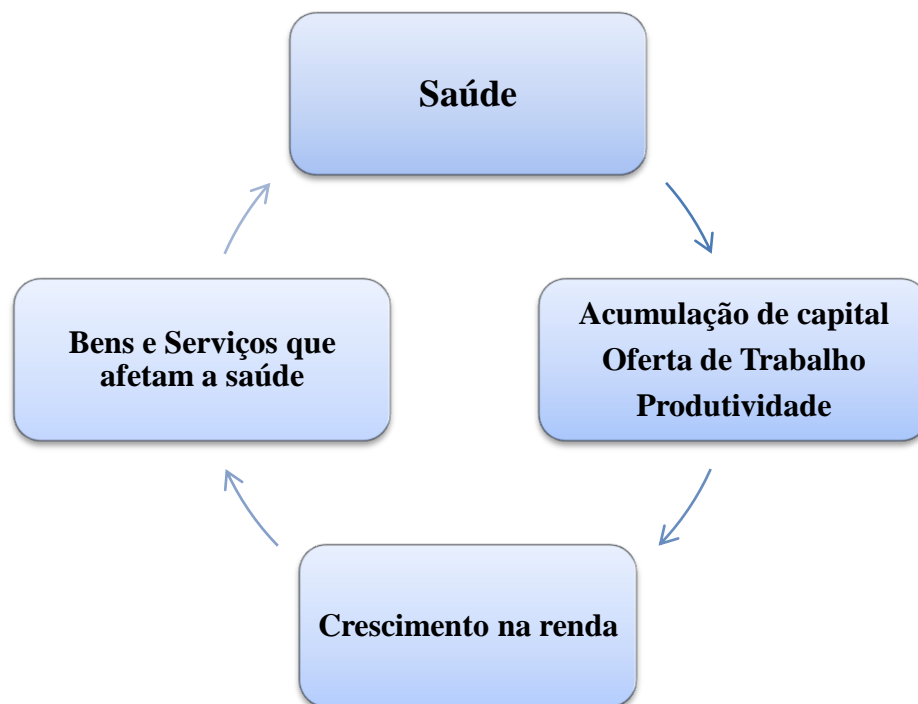 Saúde
Bens e Serviços que
afetam a saúde
Acumulação de capital
Oferta de Trabalho
Produtividade
Crescimento na renda